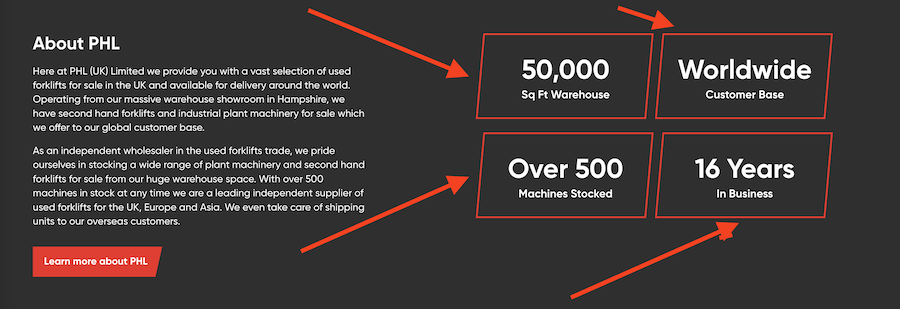 About PHL
Here at PHL (UK) Limited we provide you with a vast selection of used
forklifts for sale in the UK and available for delivery around the world.
Operating from our massive warehouse showroom in Hampshire, we
have second hand forklifts and industrial plant machinery for sale which
we offer to our global customer base.
As an independent wholesaler in the used forklifts trade, we pride
ourselves in stocking a wide range of plant machinery and second hand
forklifts for sale from our huge warehouse space. With over 500
machines in stock at any time we are a leading independent supplier of
used forklifts for the UK, Europe and Asia. We even take care of shipping
units to our overseas customers.
Learn more about PHL
50,000
Sq Ft Warehouse
Worldwide
Customer Base
Over 500
Machines Stocked
16 Years
In Business